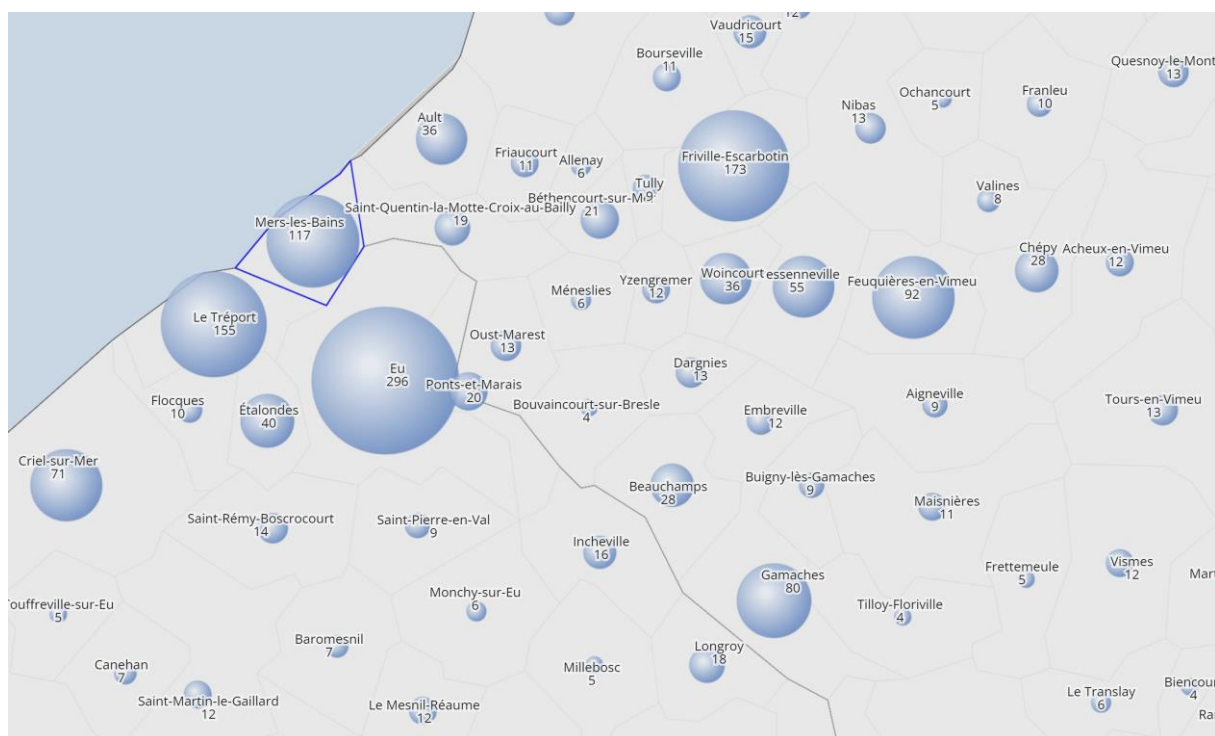 12
Vaudricourt
15
Bourseville
11
Quesnoy-le-Mont
13
Ochancourt
5
Franleu
10
Nibas
13
Ault
36
Friaucourt
11
Allenay
6
Friville-Escarbotin
173
Tully
9
Valines
8
Béthencourt-sur-M
21
Saint-Quentin-la-Motte-Croix-au-Bailly
19
Mers-les-Bains
117
Chépy
28
Acheux-en-Vimeu
12
Woincourt
36
essenneville
55
Feuquières-en-Vimeu
92
Yzengremer
12
Méneslies
6
Le Tréport
155
Oust-Marest
13
Eu
296
Ponts-et-Marais
20
Dargnies
13
Flocques
10
Étalondes
40
Bouvaincourt-sur-Bresle
4
Embreville
12
Aigneville
9
Tours-en-Vimeu
13
Criel-sur-Mer
71
Beauchamps
28
Buigny-lès-Gamaches
9
Maisnières
11
Saint-Rémy-Boscrocourt
14
Saint-Pierre-en-Val
9
Incheville
16
Gamaches
80
Frettemeule
5
Vismes
12
Mart
Touffreville-sur-Eu
5
Monchy-sur-Eu
6
Tilloy-Floriville
4
Baromesnil
7
Longroy
18
Canehan
7
Millebosc
5
Saint-Martin-le-Gaillard
12
Le Mesnil-Réaume
12
Le Translay
6
Biencour
4
Ra